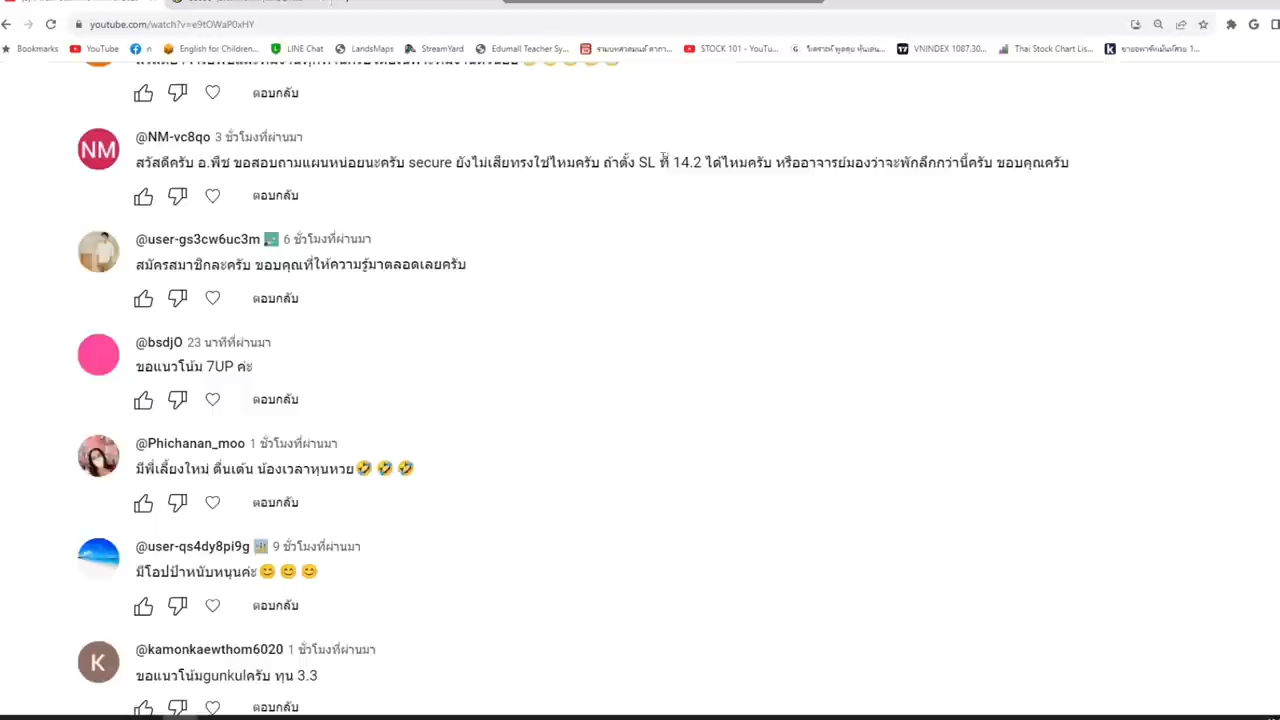 youtube.com/watch?v=e9tOWaP0xHY
Bookmarks YouTube n English for Children... LINE Chat LandsMaps StreamYard Edumall Teacher Sy... STOCK 101 - YouTu... VNINDEX 1087.30... Thai Stock Chart Lis...
ตอบกลับ
NM @NM-vc8qo 3 ชั่วโมงที่ผ่านมา
สวัสดีครับ อ.พีช ขอสอบถามแผนหน่อยนะครับ secure ยังไม่เสียทรงใช่ไหมครับ ถ้าตั้ง SL ที่ 14.2 ได้ไหมครับ หรืออาจารย์มองว่าจะพักลึกกว่านี้ครับ ขอบคุณครับ
ตอบกลับ
@user-gs3cw6uc3m 6 ชั่วโมงที่ผ่านมา
สมัครสมาชิกละครับ ขอบคุณที่ให้ความรู้มาตลอดเลยครับ
ตอบกลับ
@bsdjO 23 นาทีที่ผ่านมา
ขอแนวโน้ม 7UP ค่ะ
ตอบกลับ
@Phichanan_moo 1 ชั่วโมงที่ผ่านมา
มีพี่เลี้ยงใหม่ ตื่นเต้น น้องเวลาหุนหวย🤣 🤣 🤣
ตอบกลับ
@user-qs4dy8pi9g 9 ชั่วโมงที่ผ่านมา
มีโอปป้าหนับหนุนค่ะ😊 😊 😊
ตอบกลับ
K @kamonkaewthom6020 1 ชั่วโมงที่ผ่านมา
ขอแนวโน้มgunkulครับ ทุน 3.3
ตอบกลับ